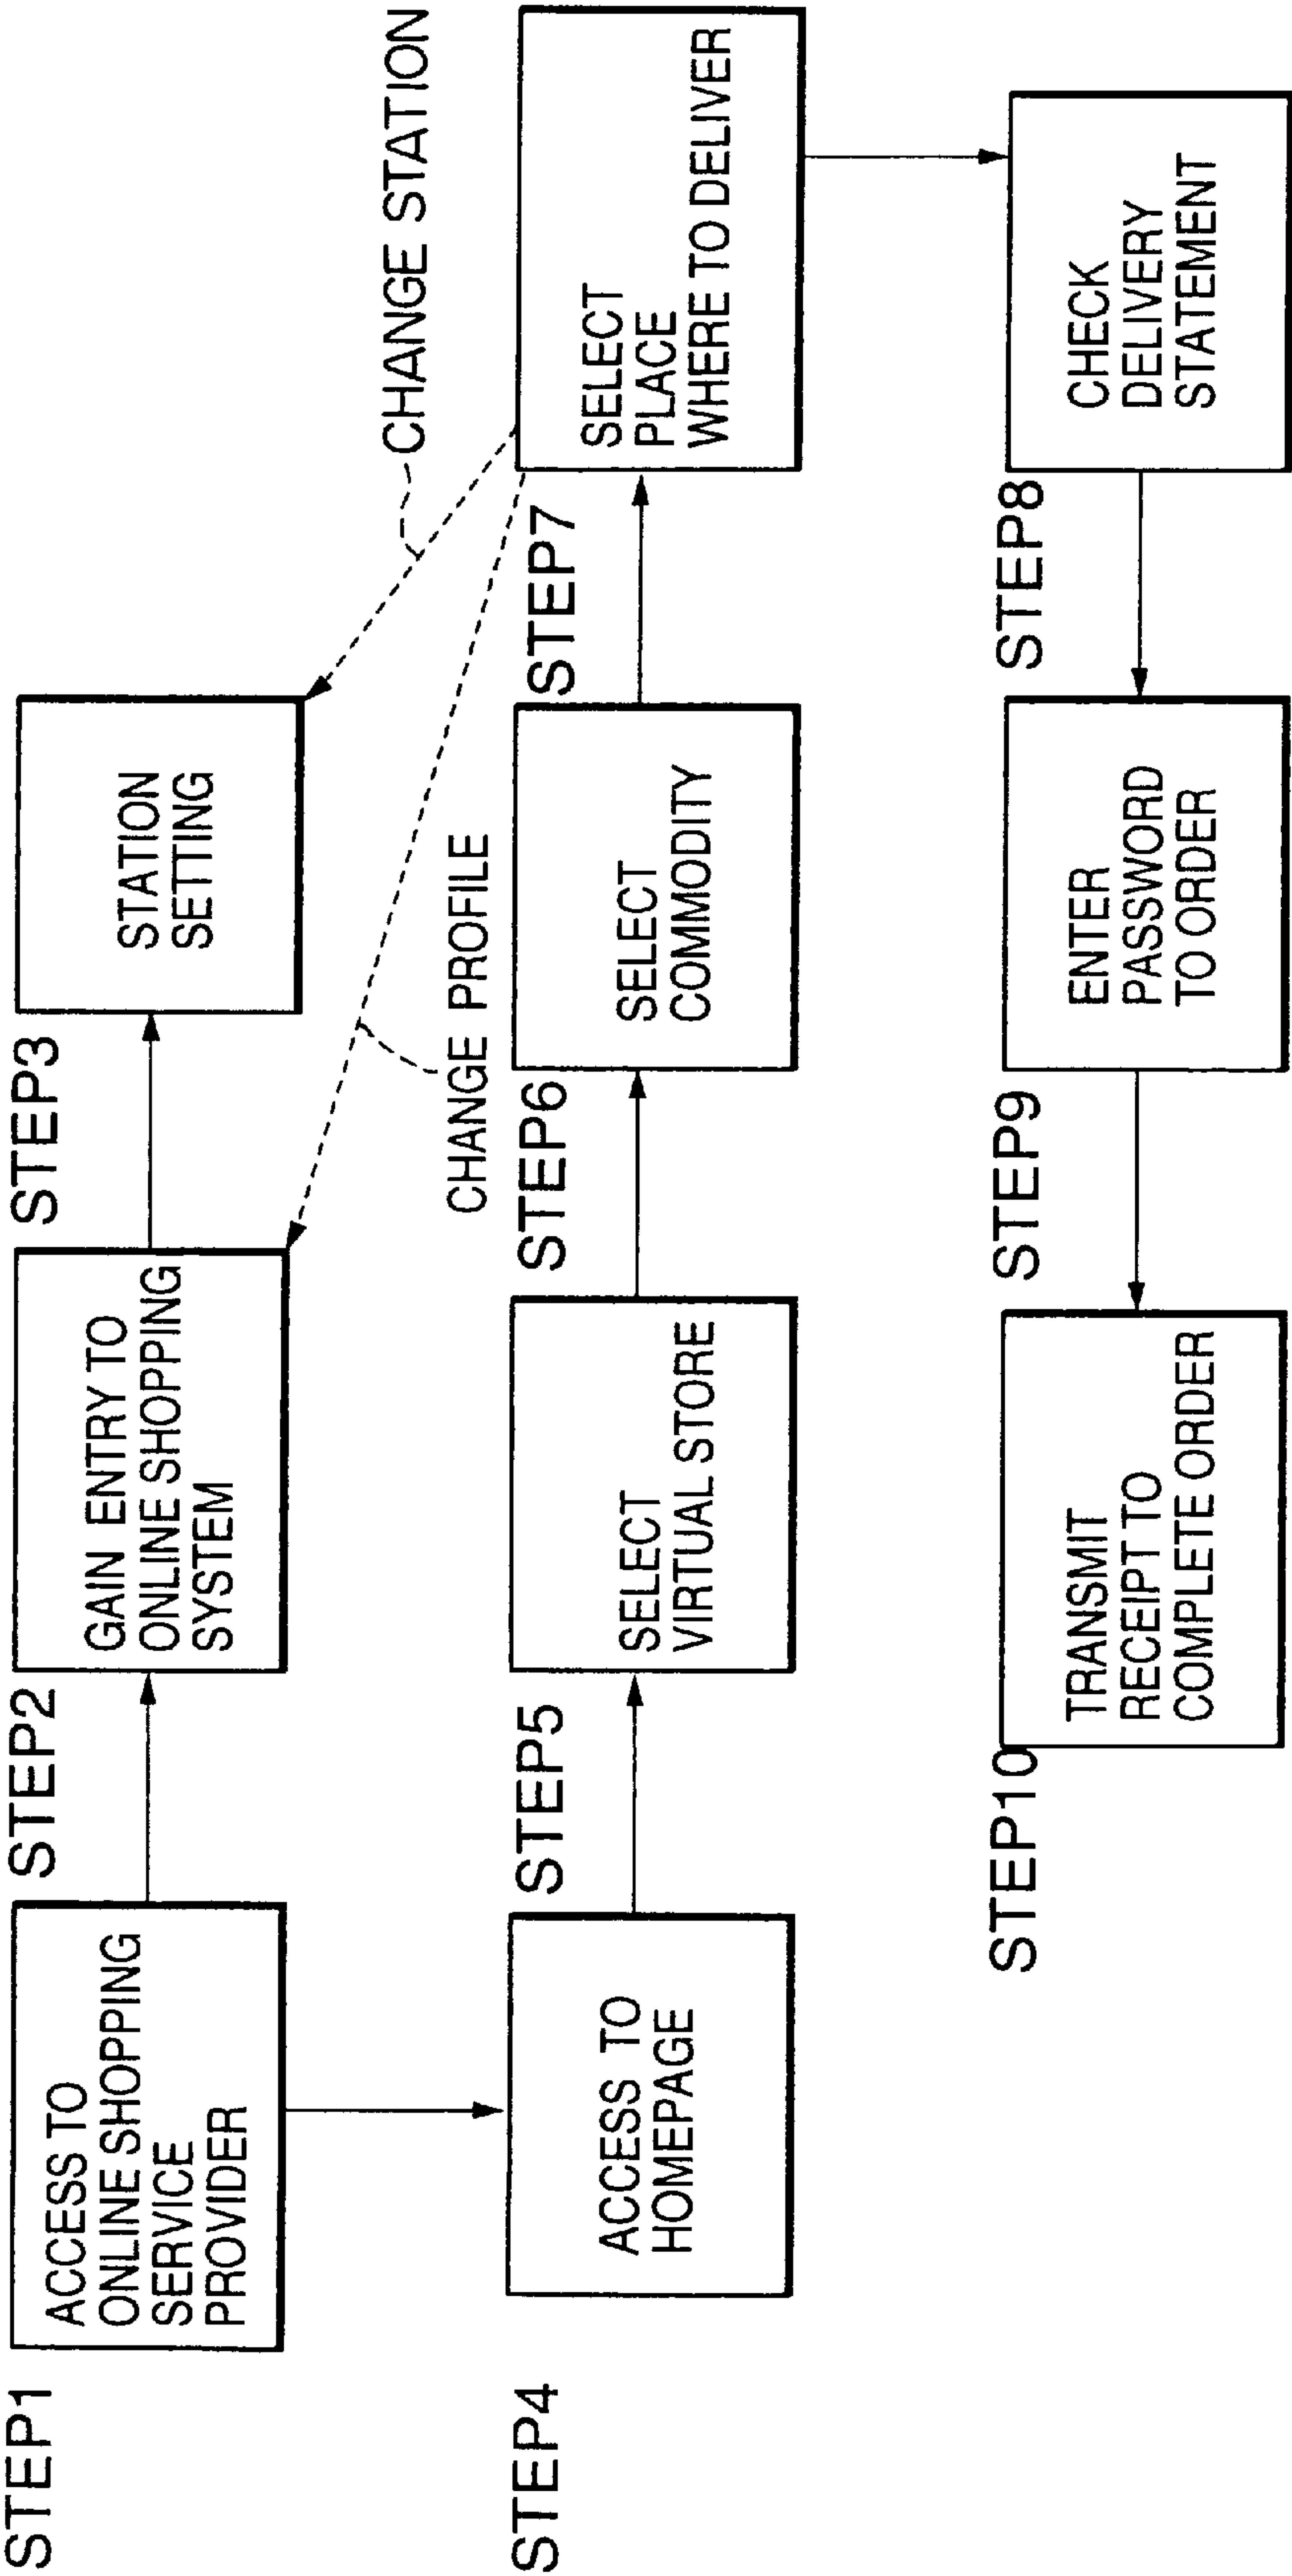 STEP1
ACCESS TO
ONLINE SHOPPING
SERVICE
PROVIDER
STEP2
GAIN ENTRY TO
ONLINE SHOPPING
SYSTEM
STEP3
STATION
SETTING
CHANGE STATION
CHANGE PROFILE
STEP4
ACCESS TO
HOMEPAGE
STEP5
SELECT
VIRTUAL STORE
STEP6
SELECT
COMMODITY
STEP7
SELECT
PLACE
WHERE TO DELIVER
STEP8
CHECK
DELIVERY
STATEMENT
STEP9
ENTER
PASSWORD
TO ORDER
STEP10
TRANSMIT
RECEIPT TO
COMPLETE ORDER